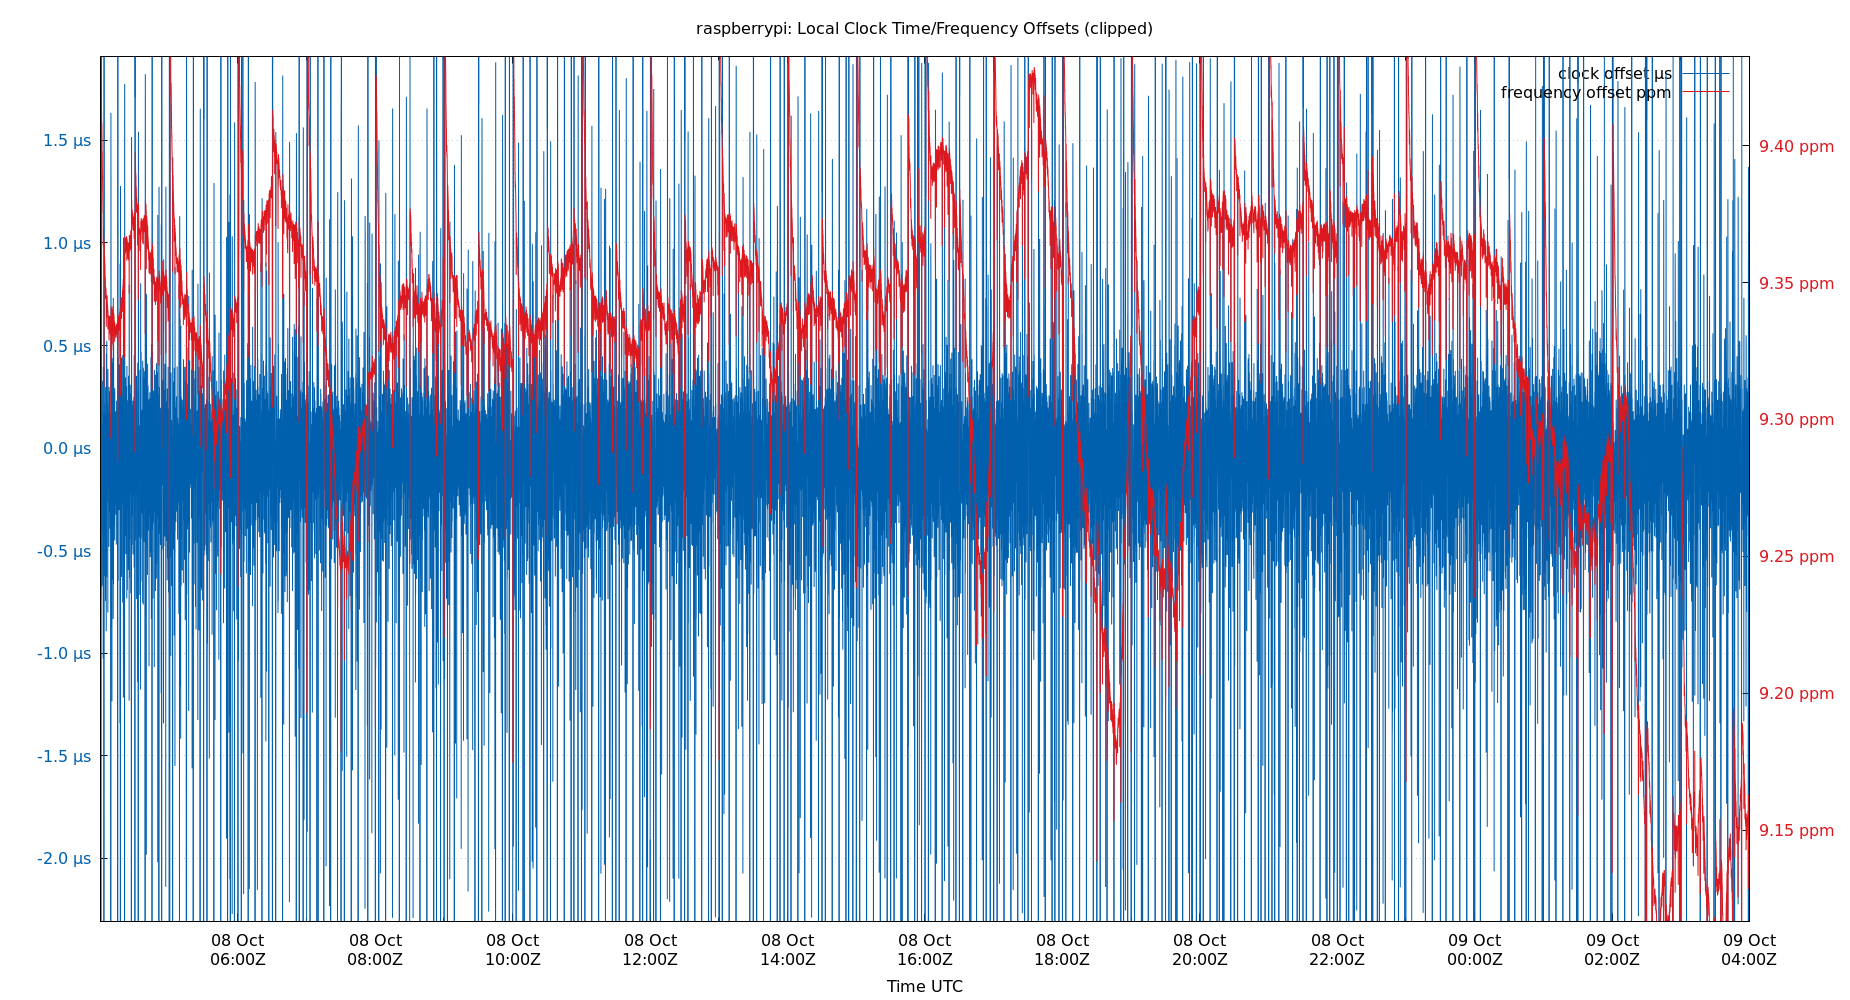 raspberrypi: Local Clock Time/Frequency Offsets (clipped)
clock offset µs
frequency offset ppm
1.5 µs
1.0 µs
0.5 µs
0.0 µs
-0.5 µs
-1.0 µs
-1.5 µs
-2.0 µs
9.40 ppm
9.35 ppm
9.30 ppm
9.25 ppm
9.20 ppm
9.15 ppm
08 Oct 08 Oct 08 Oct 08 Oct 08 Oct 08 Oct 08 Oct 08 Oct 08 Oct 09 Oct 09 Oct 09 Oct
06:00Z 08:00Z 10:00Z 12:00Z 14:00Z 16:00Z 18:00Z 20:00Z 22:00Z 00:00Z 02:00Z 04:00Z
Time UTC